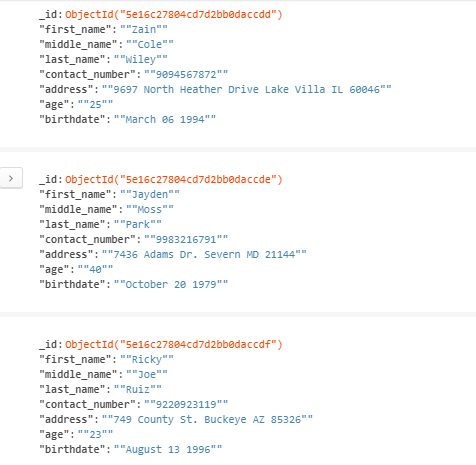 _id:ObjectId("5e16c27804cd7d2bb0daccdd")
"first_name":""Zain""
"middle_name":""Cole""
"last_name":""Wiley""
"contact_number":""9094567872""
"address":""9697 North Heather Drive Lake Villa IL 60046""
"age":""25""
"birthdate":""March 06 1994""
_id:ObjectId("5e16c27804cd7d2bb0daccde")
"first_name":""Jayden""
"middle_name":""Moss""
"last_name":""Park""
"contact_number":""9983216791""
"address":""7436 Adams Dr. Severn MD 21144""
"age":""40""
"birthdate":""October 20 1979""
_id:ObjectId("5e16c27804cd7d2bb0daccdf")
"first_name":""Ricky""
"middle_name":""Joe""
"last_name":""Ruiz""
"contact_number":""9220923119""
"address":""749 County St. Buckeye AZ 85326""
"age":""23""
"birthdate":""August 13 1996""